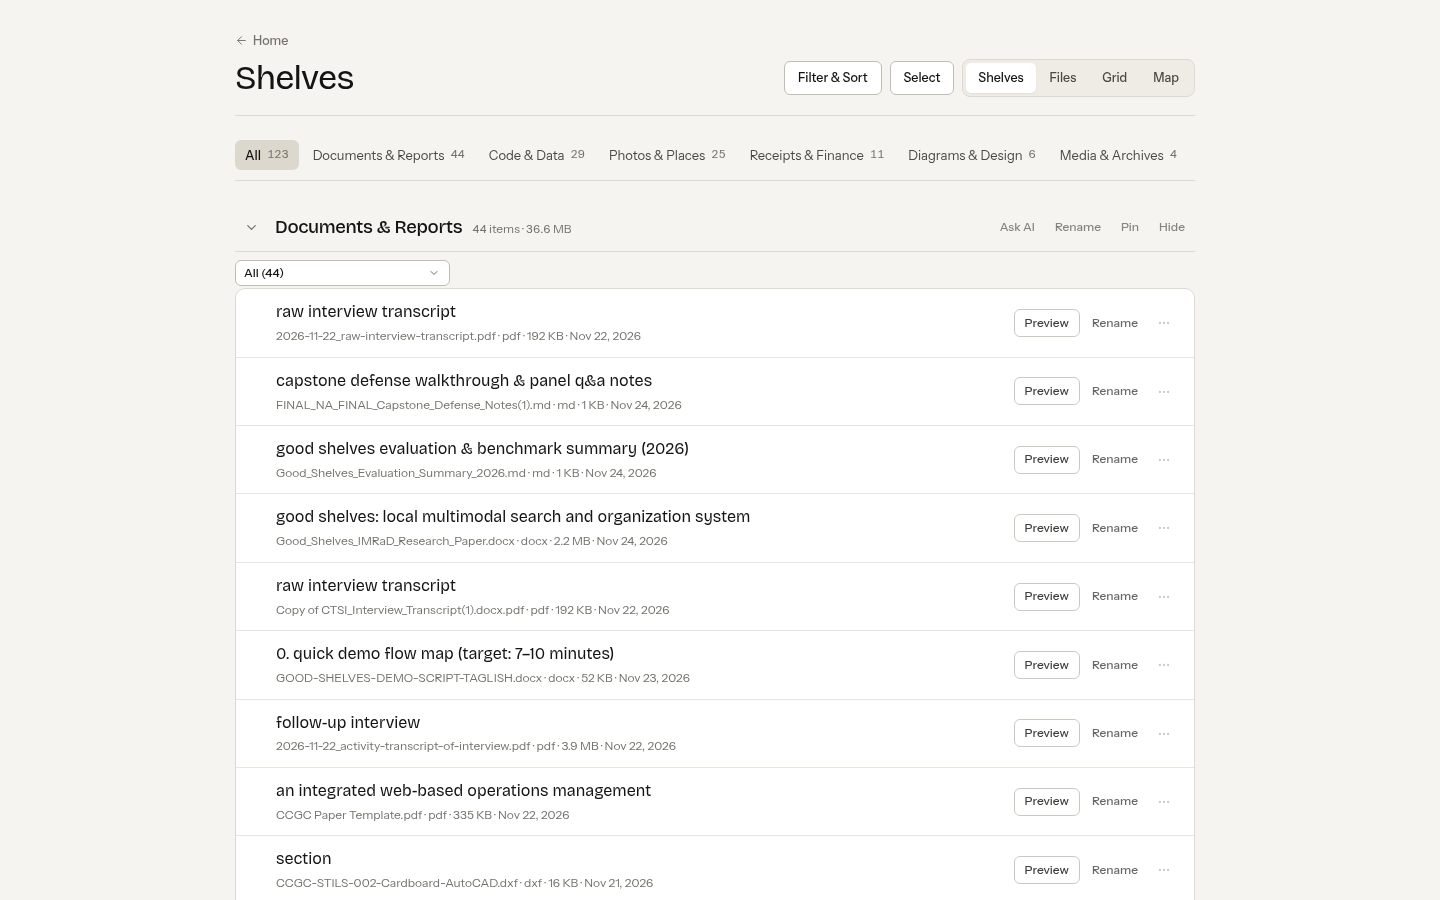 ← Home
Shelves
Filter & Sort Select Shelves Files Grid Map
All 123 Documents & Reports 44 Code & Data 29 Photos & Places 25 Receipts & Finance 11 Diagrams & Design 6 Media & Archives 4
Documents & Reports 44 items · 36.6 MB Ask AI Rename Pin Hide
All (44)
raw interview transcript
2026-11-22_raw-interview-transcript.pdf · pdf · 192 KB · Nov 22, 2026
Preview Rename ···
capstone defense walkthrough & panel q&a notes
FINAL_NA_FINAL_Capstone_Defense_Notes(1).md · md · 1 KB · Nov 24, 2026
Preview Rename ···
good shelves evaluation & benchmark summary (2026)
Good_Shelves_Evaluation_Summary_2026.md · md · 1 KB · Nov 24, 2026
Preview Rename ···
good shelves: local multimodal search and organization system
Good_Shelves_IMRaD_Research_Paper.docx · docx · 2.2 MB · Nov 24, 2026
Preview Rename ···
raw interview transcript
Copy of CTSI_Interview_Transcript(1).docx.pdf · pdf · 192 KB · Nov 22, 2026
Preview Rename ···
0. quick demo flow map (target: 7–10 minutes)
GOOD-SHELVES-DEMO-SCRIPT-TAGLISH.docx · docx · 52 KB · Nov 23, 2026
Preview Rename ···
follow-up interview
2026-11-22_activity-transcript-of-interview.pdf · pdf · 3.9 MB · Nov 22, 2026
Preview Rename ···
an integrated web-based operations management
CCGC Paper Template.pdf · pdf · 335 KB · Nov 22, 2026
Preview Rename ···
section
CCGC-STILS-002-Cardboard-AutoCAD.dxf · dxf · 16 KB · Nov 21, 2026
Preview Rename ···